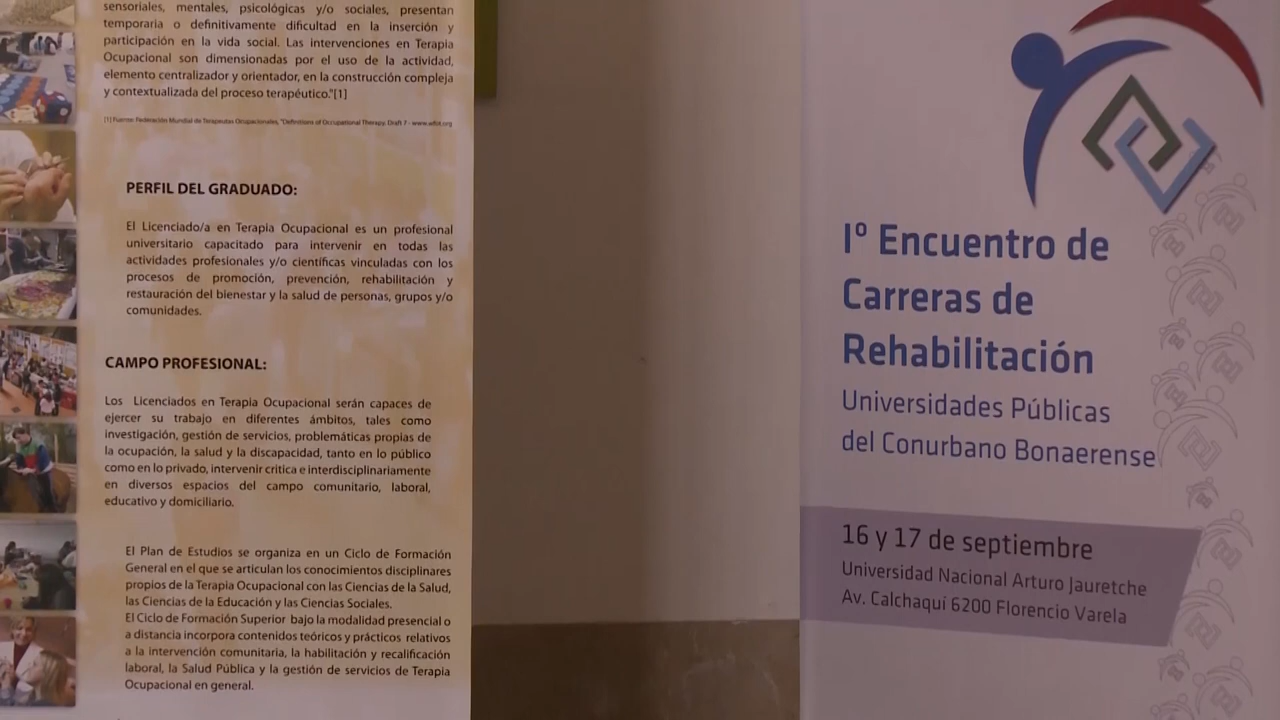 sensoriales, mentales, psicológicas y/o sociales, presentan
temporaria o definitivamente dificultad en la inserción y
participación en la vida social. Las intervenciones en Terapia
Ocupacional son dimensionadas por el uso de la actividad,
elemento centralizador y orientador, en la construcción compleja
y contextualizada del proceso terapéutico."[1]
[1] Fuente: Federación Mundial de Terapeutas Ocupacionales, "Definitions of Occupational Therapy. Draft 7 - www.wfot.org
PERFIL DEL GRADUADO:
El Licenciado/a en Terapia Ocupacional es un profesional
universitario capacitado para intervenir en todas las
actividades profesionales y/o científicas vinculadas con los
procesos de promoción, prevención, rehabilitación y
restauración del bienestar y la salud de personas, grupos y/o
comunidades.
CAMPO PROFESIONAL:
Los Licenciados en Terapia Ocupacional serán capaces de
ejercer su trabajo en diferentes ámbitos, tales como
investigación, gestión de servicios, problemáticas propias de
la ocupación, la salud y la discapacidad, tanto en lo público
como en lo privado, intervenir critica e interdisciplinariamente
en diversos espacios del campo comunitario, laboral,
educativo y domiciliario.
El Plan de Estudios se organiza en un Ciclo de Formación
General en el que se articulan los conocimientos disciplinares
propios de la Terapia Ocupacional con las Ciencias de la Salud,
las Ciencias de la Educación y las Ciencias Sociales.
El Ciclo de Formación Superior bajo la modalidad presencial o
a distancia incorpora contenidos teóricos y prácticos relativos
a la intervención comunitaria, la habilitación y recalificación
laboral, la Salud Pública y la gestión de servicios de Terapia
Ocupacional en general.
Iº Encuentro de
Carreras de
Rehabilitación
Universidades Públicas
del Conurbano Bonaerense
16 y 17 de septiembre
Universidad Nacional Arturo Jauretche
Av. Calchaquí 6200 Florencio Varela